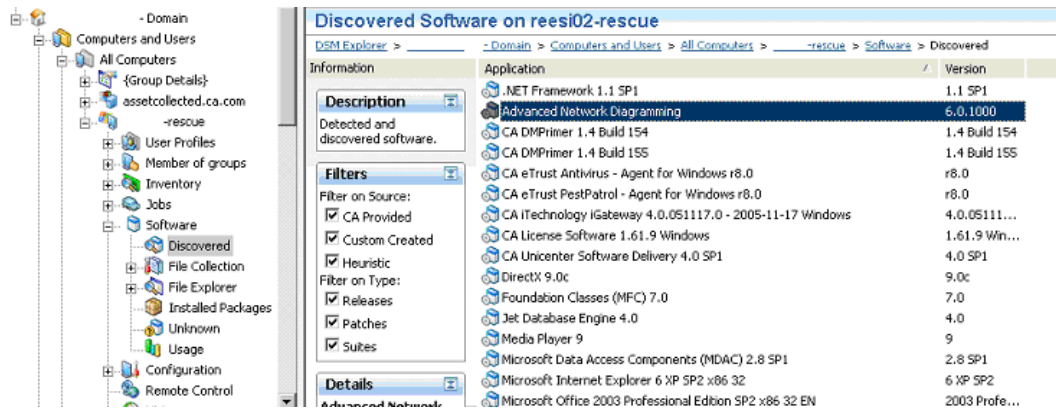 - Domain
Computers and Users
All Computers
{Group Details}
assetcollected.ca.com
-rescue
User Profiles
Member of groups
Inventory
Jobs
Software
Discovered
File Collection
File Explorer
Installed Packages
Unknown
Usage
Configuration
Remote Control
Discovered Software on reesi02-rescue
DSM Explorer > - Domain > Computers and Users > All Computers > -rescue > Software > Discovered
Information
Description
Detected and
discovered software.
Filters
Filter on Source:
CA Provided
Custom Created
Heuristic
Filter on Type:
Releases
Patches
Suites
Details
Advanced Network
Application Version
.NET Framework 1.1 SP1 1.1 SP1
Advanced Network Diagramming 6.0.1000
CA DMPrimer 1.4 Build 154 1.4 Build 154
CA DMPrimer 1.4 Build 155 1.4 Build 155
CA eTrust Antivirus - Agent for Windows r8.0 r8.0
CA eTrust PestPatrol - Agent for Windows r8.0 r8.0
CA iTechnology iGateway 4.0.051117.0 - 2005-11-17 Windows 4.0.05111...
CA License Software 1.61.9 Windows 1.61.9 Win...
CA Unicenter Software Delivery 4.0 SP1 4.0 SP1
DirectX 9.0c 9.0c
Foundation Classes (MFC) 7.0 7.0
Jet Database Engine 4.0 4.0
Media Player 9 9
Microsoft Data Access Components (MDAC) 2.8 SP1 2.8 SP1
Microsoft Internet Explorer 6 XP SP2 x86 32 6 XP SP2
Microsoft Office 2003 Professional Edition SP2 x86 32 EN 2003 Profe...